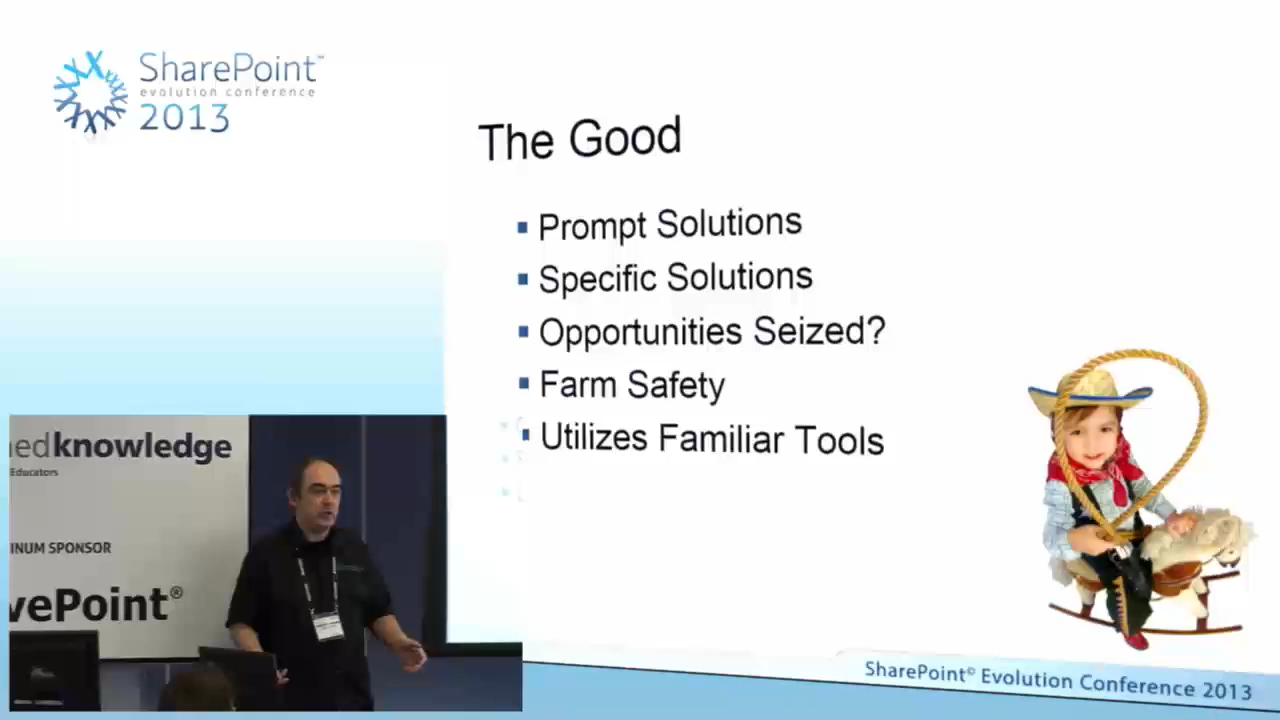 SharePoint™
evolution conference
2013
The Good
Prompt Solutions
Specific Solutions
Opportunities Seized?
Farm Safety
Utilizes Familiar Tools
knowledge
Educators
SPONSOR
vePoint®
SharePoint® Evolution Conference 2013